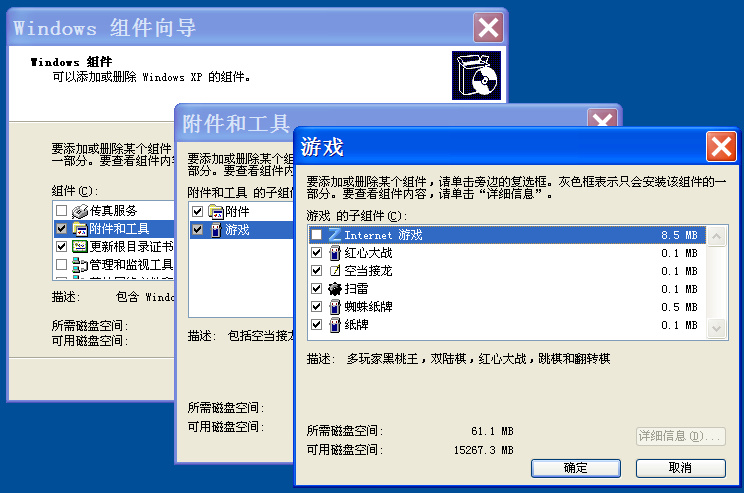 Windows 组件向导
Windows 组件
可以添加或删除 Windows XP 的组件。
要添加或删除某个组件
一部分。要查看组件内容
组件(C):
传真服务
附件和工具
更新根目录证书
管理和监视工具
描述: 包含 Windo
所需磁盘空间:
可用磁盘空间:
附件和工具
要添加或删除某个组
部分。要查看组件内
附件和工具 的子组件
附件
游戏
描述: 包括空当接龙
所需磁盘空间:
可用磁盘空间:
游戏
要添加或删除某个组件，请单击旁边的复选框。灰色框表示只会安装该组件的一
部分。要查看组件内容，请单击“详细信息”。
游戏 的子组件(C):
Internet 游戏 8.5 MB
红心大战 0.1 MB
空当接龙 0.1 MB
扫雷 0.1 MB
蜘蛛纸牌 0.5 MB
纸牌 0.1 MB
描述: 多玩家黑桃王，双陆棋，红心大战，跳棋和翻转棋
所需磁盘空间: 61.1 MB
可用磁盘空间: 15267.3 MB
详细信息(D)...
确定 取消